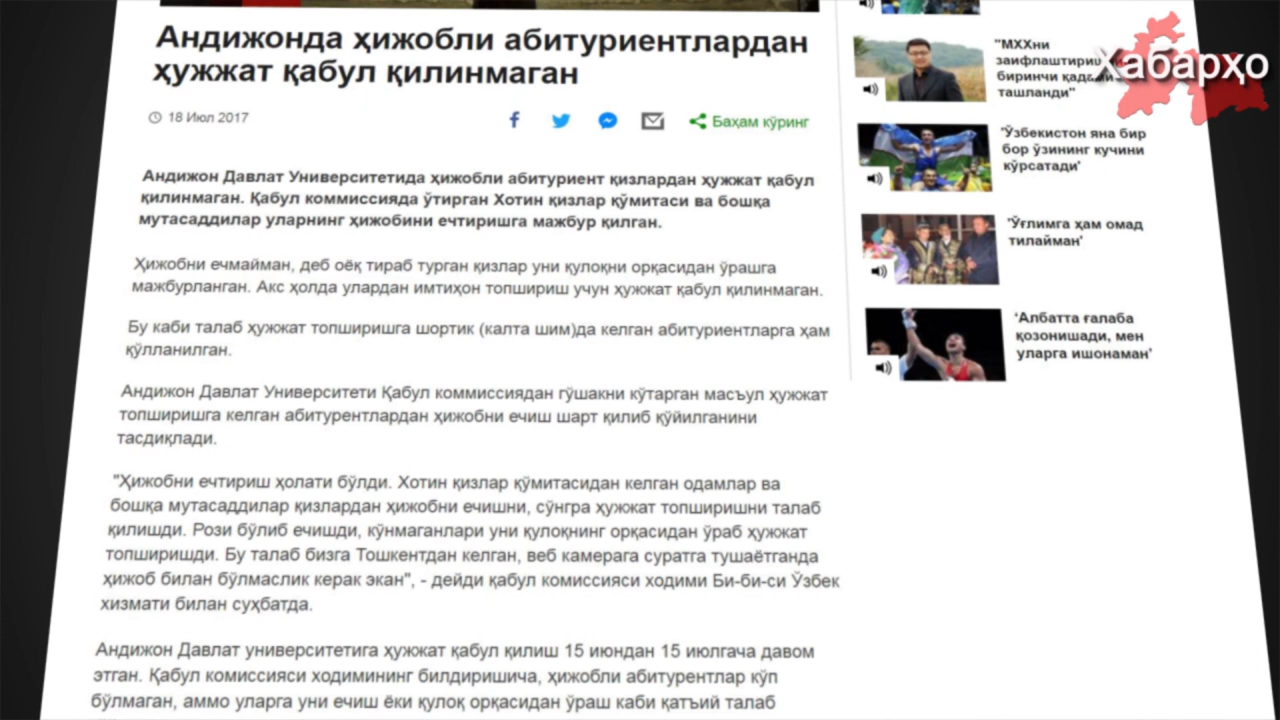 Андижонда ҳижобли абитуриентлардан
ҳужжат қабул қилинмаган
18 Июл 2017
Баҳам кўринг
Андижон Давлат Университетида ҳижобли абитуриент қизлардан ҳужжат қабул
қилинмаган. Қабул коммиссияда ўтирган Хотин қизлар қўмитаси ва бошқа
мутасаддилар уларнинг ҳижобини ечтиришга мажбур қилган.
Ҳижобни ечмайман, деб оёқ тираб турган қизлар уни қулоқни орқасидан ўрашга
мажбурланган. Акс ҳолда улардан имтиҳон топшириш учун ҳужжат қабул қилинмаган.
Бу каби талаб ҳужжат топширишга шортик (калта шим)да келган абитуриентларга ҳам
қўлланилган.
Андижон Давлат Университети Қабул коммиссиядан гўшакни кўтарган масъул ҳужжат
топширишга келган абитурентлардан ҳижобни ечиш шарт қилиб қўйилганини
тасдиқлади.
"Ҳижобни ечтириш ҳолати бўлди. Хотин қизлар қўмитасидан келган одамлар ва
бошқа мутасаддилар қизлардан ҳижобни ечишни, сўнгра ҳужжат топширишни талаб
қилишди. Рози бўлиб ечишди, кўнмаганлари уни қулоқнинг орқасидан ўраб ҳужжат
топширишди. Бу талаб бизга Тошкентдан келган, веб камерага суратга тушаётганда
ҳижоб билан бўлмаслик керак экан", - дейди қабул комиссияси ходими Би-би-си Ўзбек
хизмати билан суҳбатда.
Андижон Давлат университетига ҳужжат қабул қилиш 15 июндан 15 июлгача давом
этган. Қабул комиссияси ходимининг билдиришича, ҳижобли абитурентлар кўп
бўлмаган, аммо уларга уни ечиш ёки қулоқ орқасидан ўраш каби қатъий талаб
"МХХни
биринчи
ташланди"
'Ўзбекистон яна бир
бор ўзининг кучини
кўрсатади'
'Ўғлимга ҳам омад
тилайман'
'Албатта ғалаба
қозонишади, мен
уларга ишонаман'
Хабарҳо